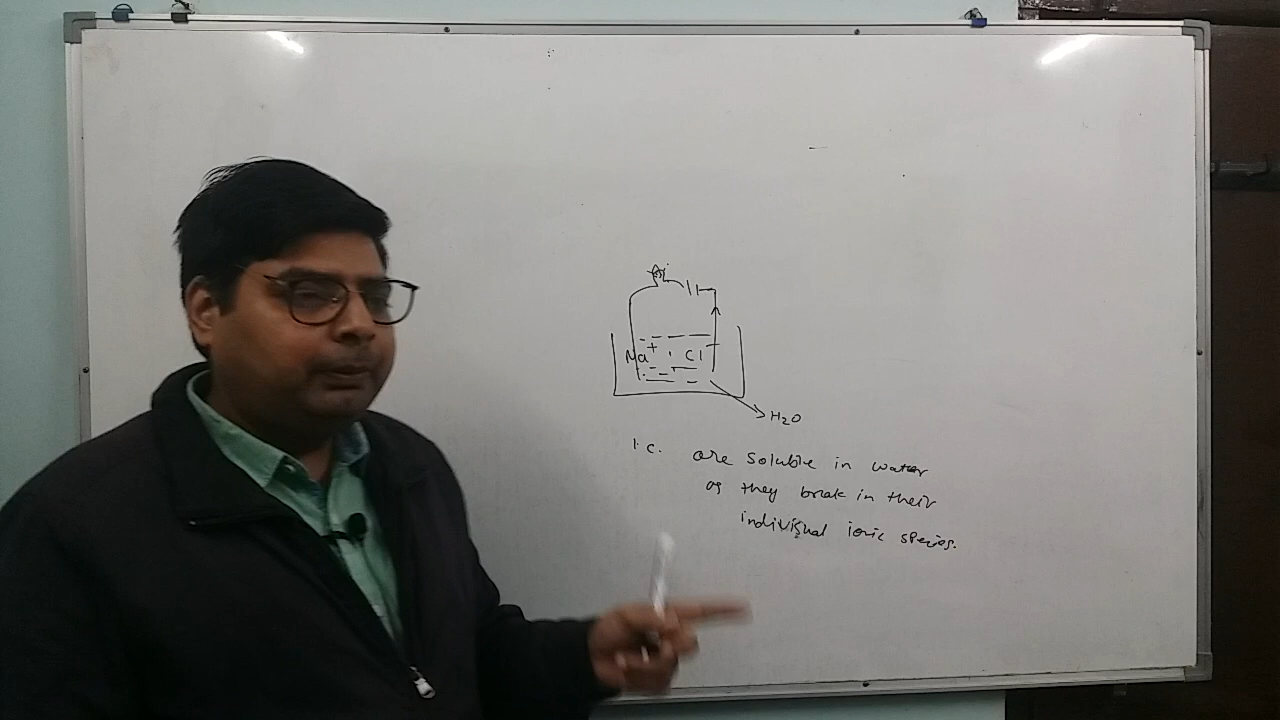 Na+ , Cl-
H2O
I.C. are soluble in water
as they break in their
individual ionic species.